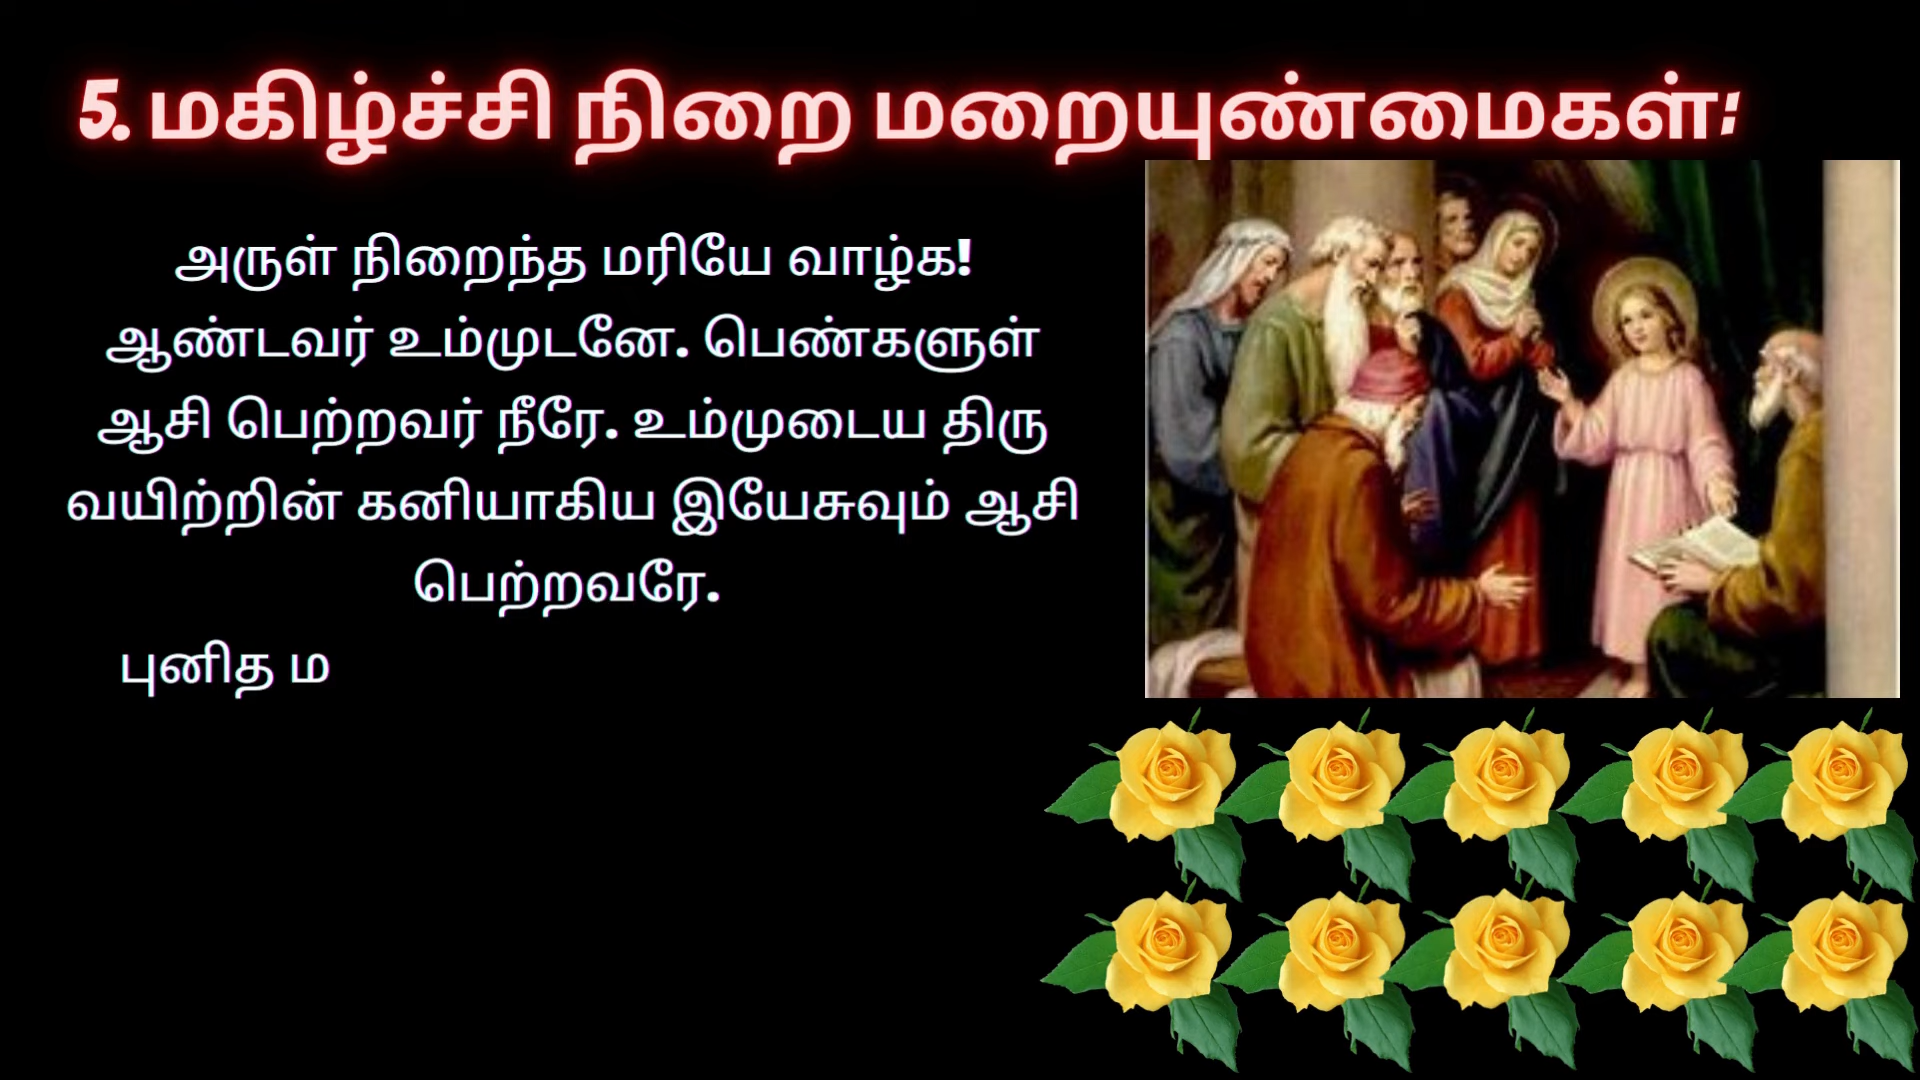 5. மகிழ்ச்சி நிறை மறையுண்மைகள்:
அருள் நிறைந்த மரியே வாழ்க!
ஆண்டவர் உம்முடனே. பெண்களுள்
ஆசி பெற்றவர் நீரே. உம்முடைய திரு
வயிற்றின் கனியாகிய இயேசுவும் ஆசி
பெற்றவரே.
புனித ம